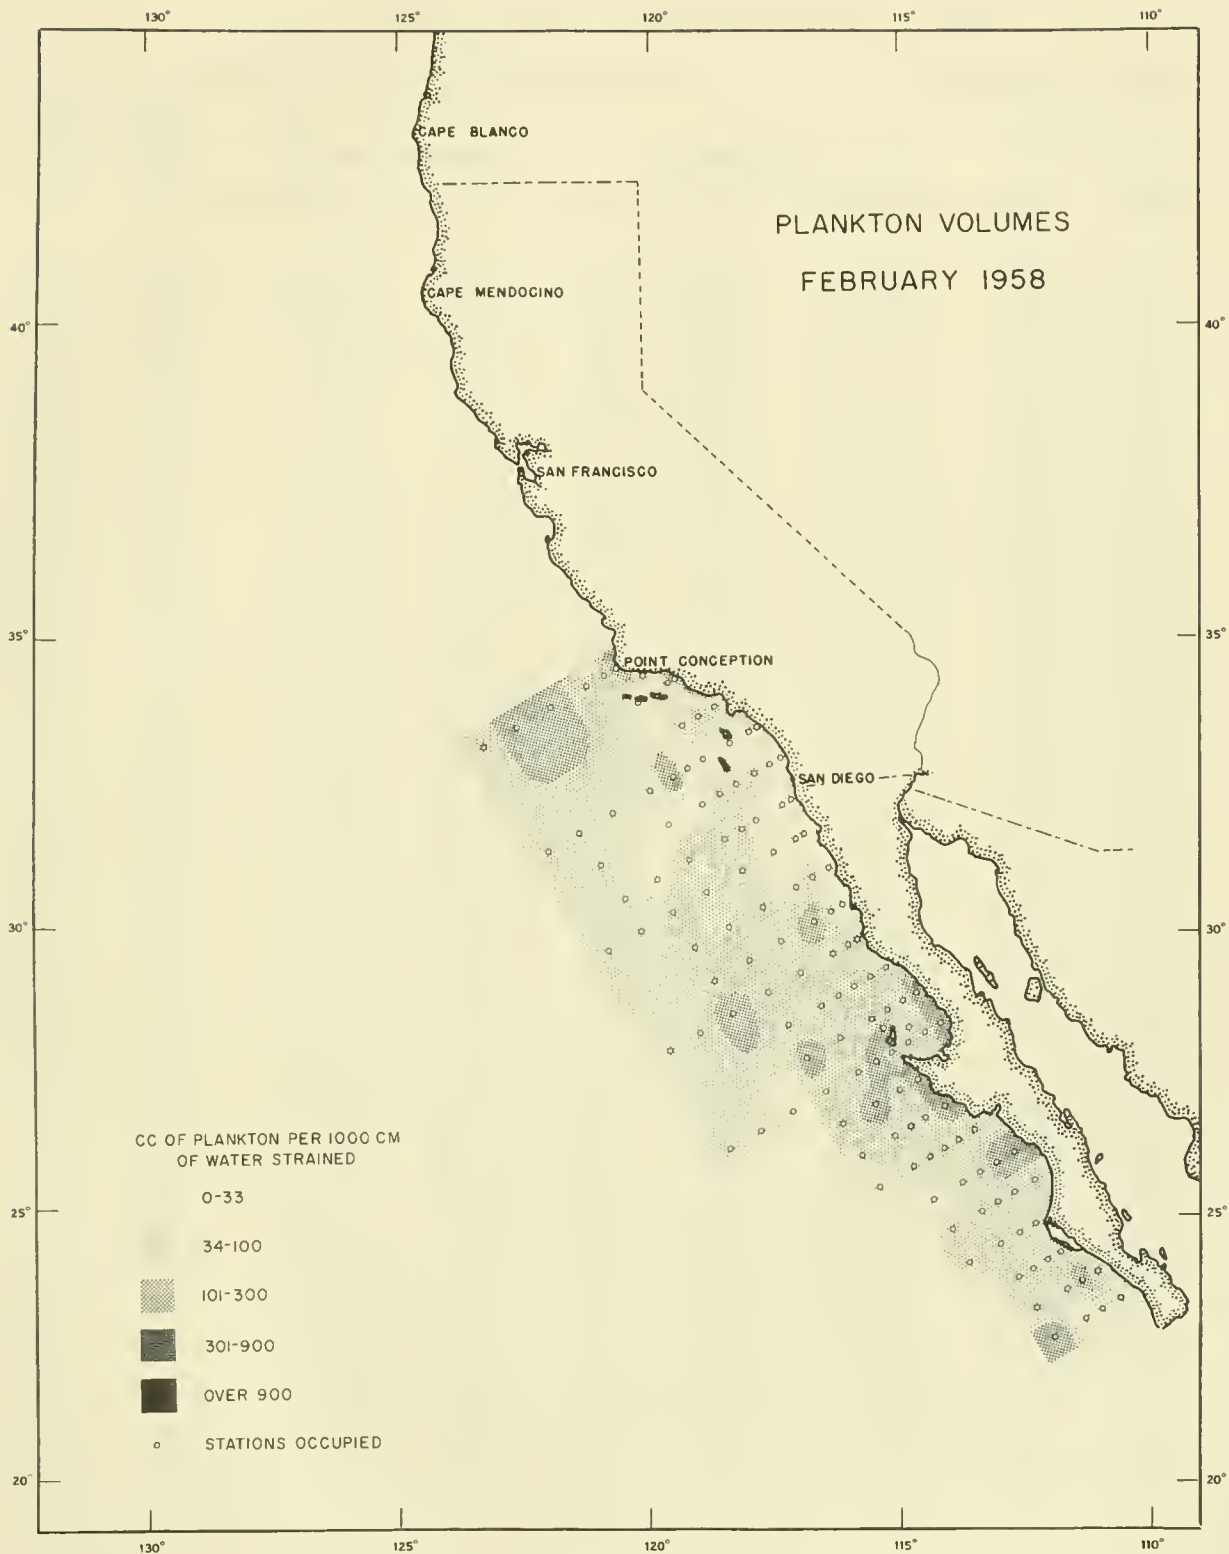 130° 125° 120° 115° 110°
CAPE BLANCO
PLANKTON VOLUMES
FEBRUARY 1958
CAPE MENDOCINO
40° 40°
SAN FRANCISCO
35° 35°
POINT CONCEPTION
SAN DIEGO
30° 30°
CC OF PLANKTON PER 1000 CM
OF WATER STRAINED
0-33
25° 25°
34-100
101-300
301-900
OVER 900
STATIONS OCCUPIED
20° 20°
130° 125° 120° 115° 110°